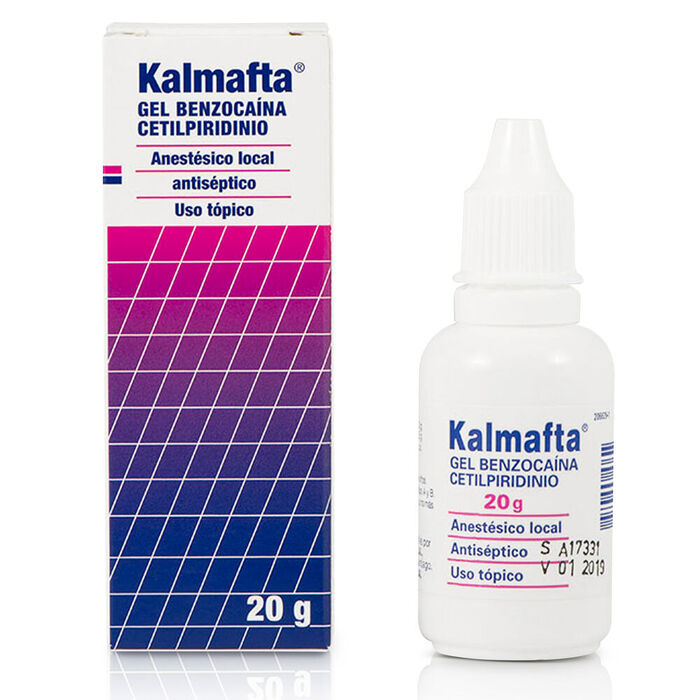 Kalmafta®
GEL BENZOCAÍNA
CETILPIRIDINIO
Anestésico local
antiséptico
Uso tópico
20 g
Kalmafta®
GEL BENZOCAÍNA
CETILPIRIDINIO
20 g
Anestésico local
Antiséptico S A17331
Uso tópico V 01 2019